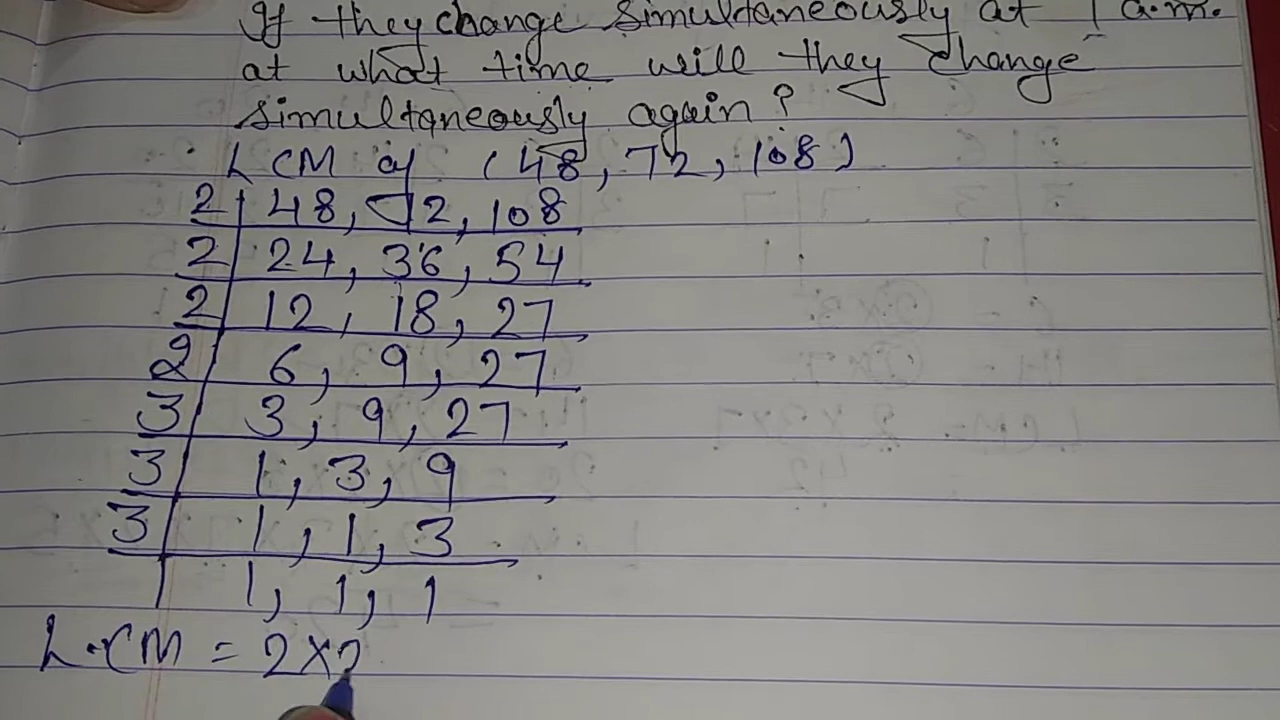 If they change simultaneously at 7 a.m.
at what time will they change
simultaneously again?
LCM of (48, 72, 108)
2 | 48, 72, 108
2 | 24, 36, 54
2 | 12, 18, 27
2 | 6, 9, 27
3 | 3, 9, 27
3 | 1, 3, 9
3 | 1, 1, 3
| 1, 1, 1
L.CM = 2×2